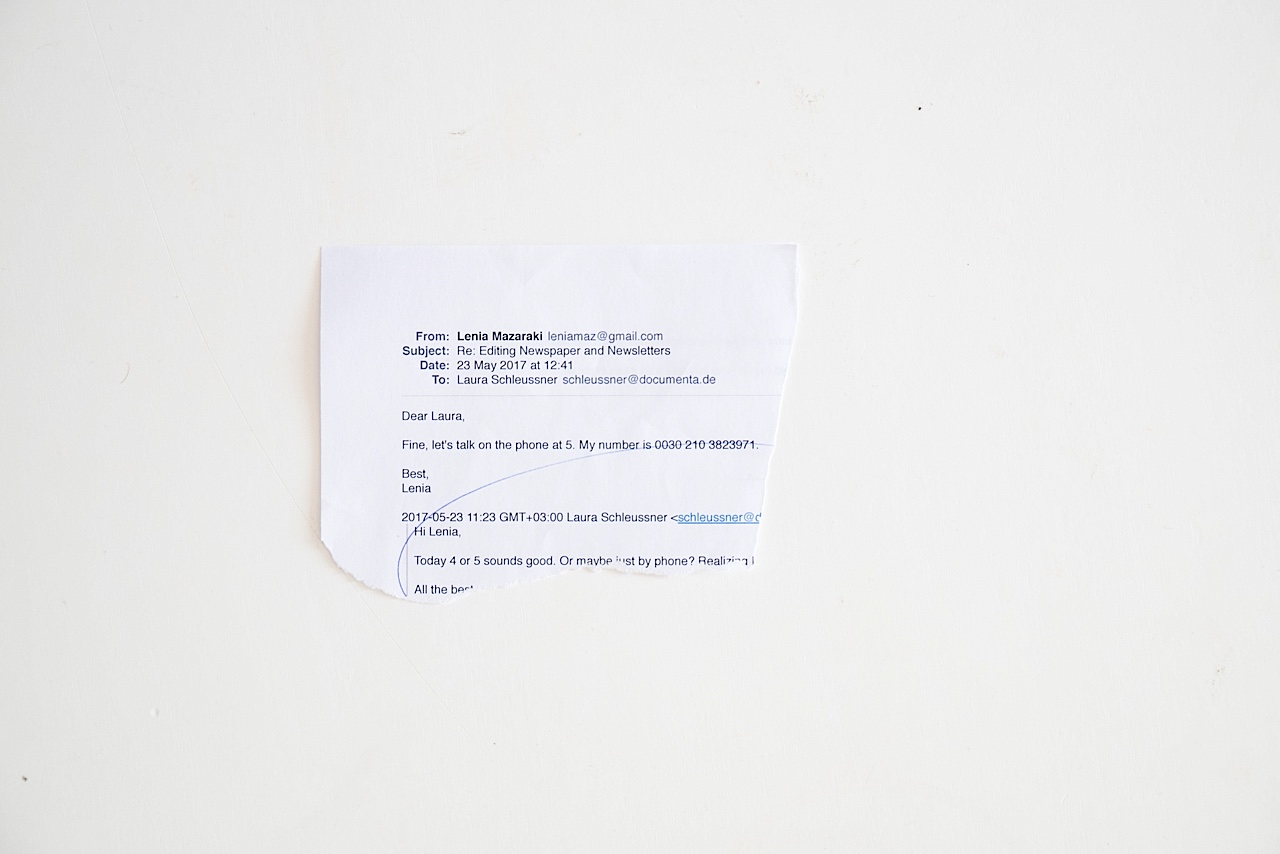 From: Lenia Mazaraki leniamaz@gmail.com
Subject: Re: Editing Newspaper and Newsletters
Date: 23 May 2017 at 12:41
To: Laura Schleussner schleussner@documenta.de
Dear Laura,
Fine, let's talk on the phone at 5. My number is 0030 210 3823971.
Best,
Lenia
2017-05-23 11:23 GMT+03:00 Laura Schleussner <schleussner@d
Hi Lenia,
Today 4 or 5 sounds good. Or maybe just by phone? Realizing
All the best